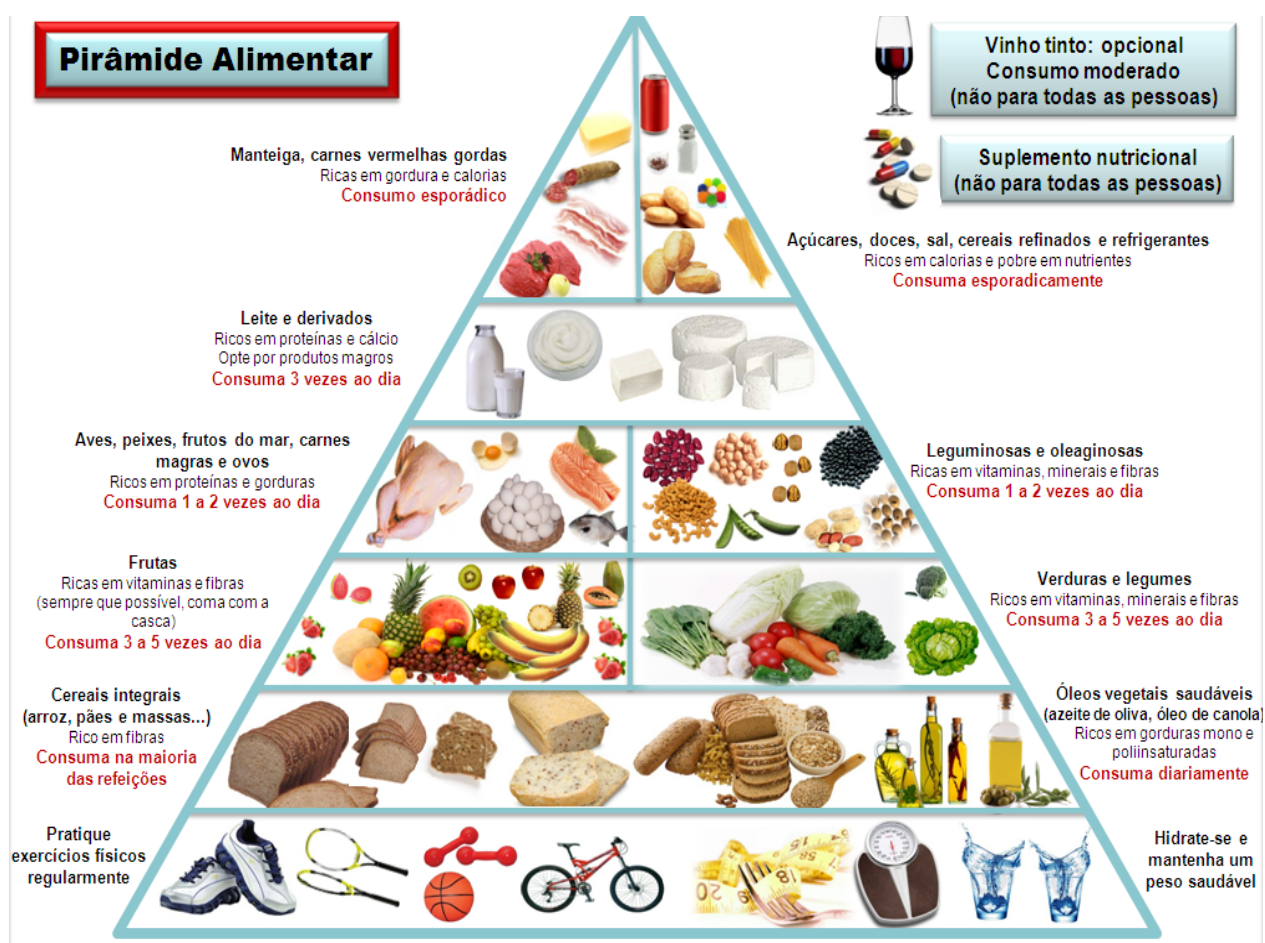 Pirâmide Alimentar
Vinho tinto: opcional
Consumo moderado
(não para todas as pessoas)
Suplemento nutricional
(não para todas as pessoas)
Manteiga, carnes vermelhas gordas
Ricas em gordura e calorias
Consumo esporádico
Açúcares, doces, sal, cereais refinados e refrigerantes
Ricos em calorias e pobre em nutrientes
Consuma esporadicamente
Leite e derivados
Ricos em proteínas e cálcio
Opte por produtos magros
Consuma 3 vezes ao dia
Aves, peixes, frutos do mar, carnes
magras e ovos
Ricos em proteínas e gorduras
Consuma 1 a 2 vezes ao dia
Leguminosas e oleaginosas
Ricas em vitaminas, minerais e fibras
Consuma 1 a 2 vezes ao dia
Frutas
Ricas em vitaminas e fibras
(sempre que possível, coma com a
casca)
Consuma 3 a 5 vezes ao dia
Verduras e legumes
Ricos em vitaminas, minerais e fibras
Consuma 3 a 5 vezes ao dia
Cereais integrais
(arroz, pães e massas...)
Rico em fibras
Consuma na maioria
das refeições
Óleos vegetais saudáveis
(azeite de oliva, óleo de canola)
Ricos em gorduras mono e
poliinsaturadas
Consuma diariamente
Pratique
exercícios físicos
regularmente
Hidrate-se e
mantenha um
peso saudável